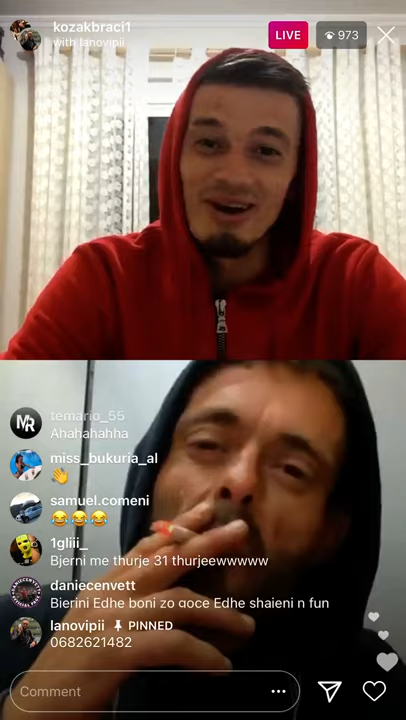 kozakbraci1
with lanovipii
LIVE
973
MR
temario_55
Ahahahahha
miss_bukuria_al
👋
samuel.comeni
😂😂😂
1gliii_
Bjerni me thurje 31 thurjeewwwww
daniecenvett
Bierini Edhe boni zo qoce Edhe shaieni n fun
lanovipii PINNED
0682621482
Comment